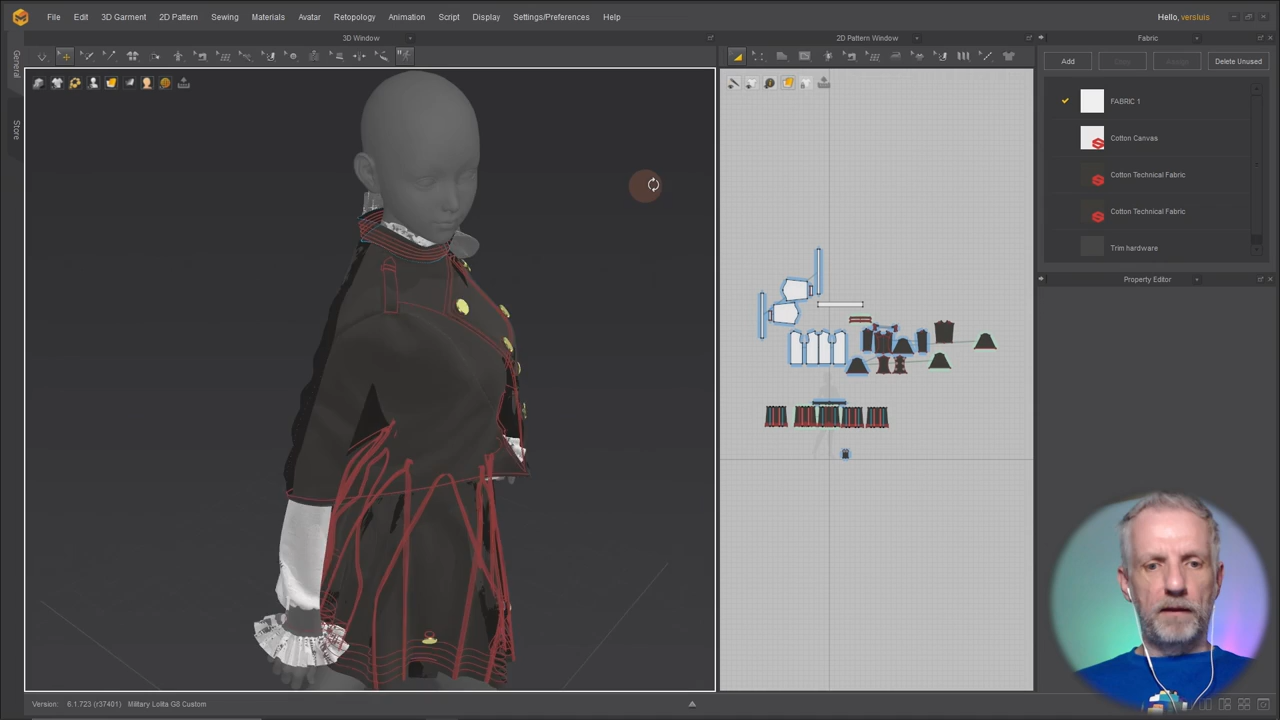 File Edit 3D Garment 2D Pattern Sewing Materials Avatar Retopology Animation Script Display Settings/Preferences Help
Hello, versluis
3D Window
2D Pattern Window
Fabric
General
Store
Add
Delete Unused
FABRIC 1
Cotton Canvas
Cotton Technical Fabric
Cotton Technical Fabric
Trim hardware
Property Editor
Version: 6.1.723 (r37401) Military Lolita G8 Custom